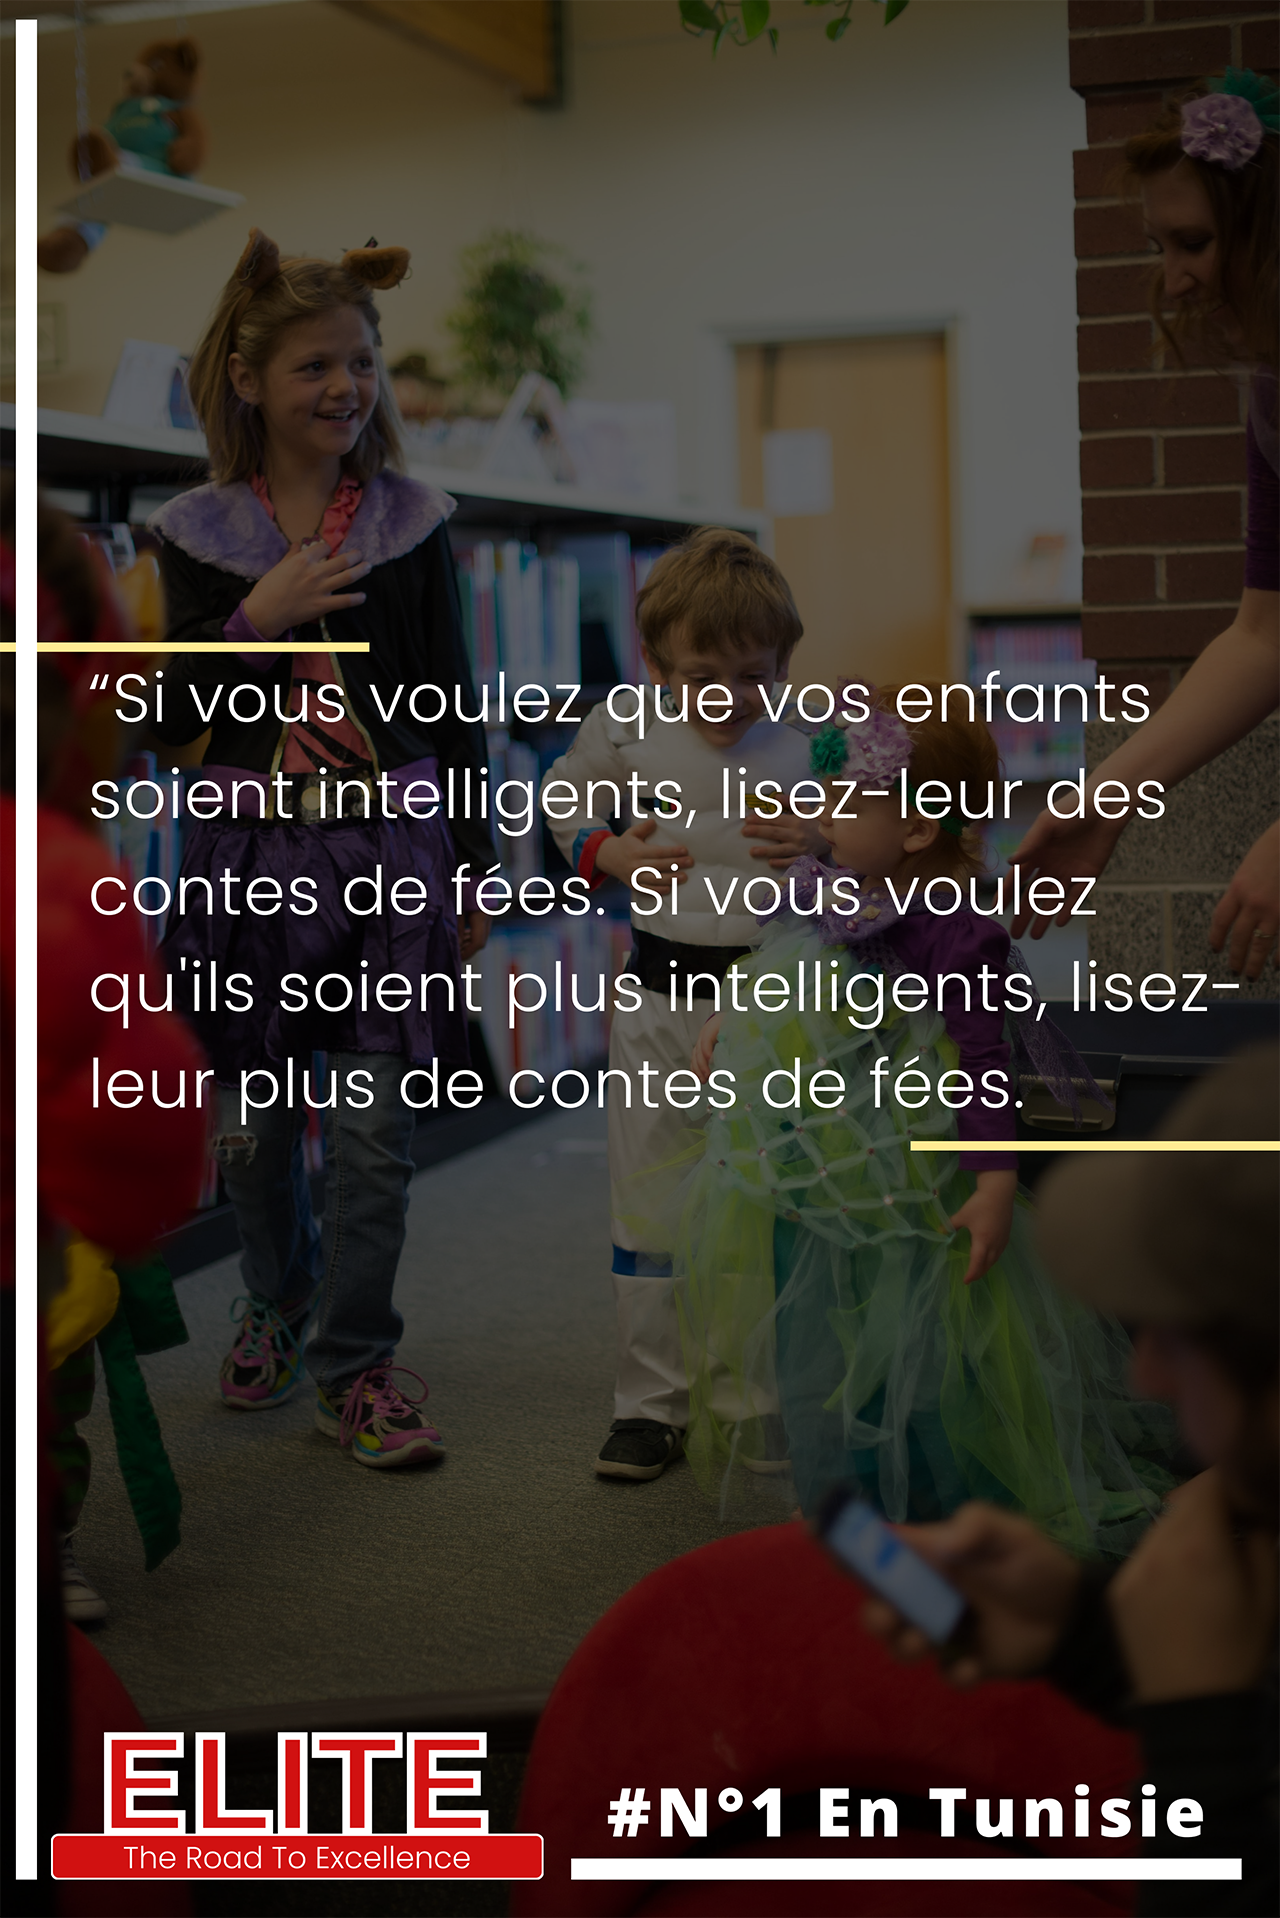 “Si vous voulez que vos enfants
soient intelligents, lisez-leur des
contes de fées. Si vous voulez
qu'ils soient plus intelligents, lisez-
leur plus de contes de fées.
ELITE
The Road To Excellence
#N°1 En Tunisie